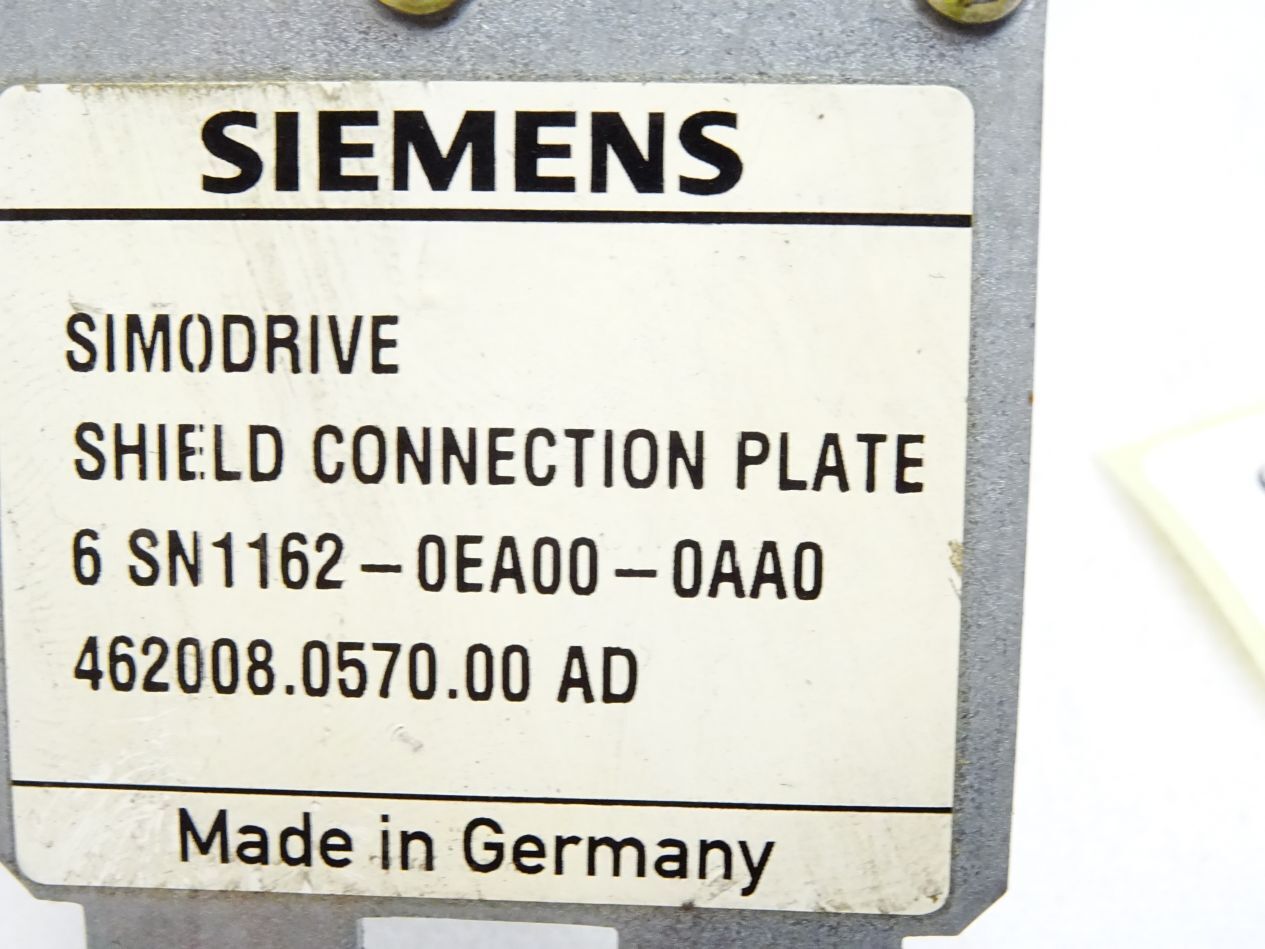 SIEMENS
SIMODRIVE
SHIELD CONNECTION PLATE
6 SN1162-0EA00-0AA0
462008.0570.00 AD
Made in Germany